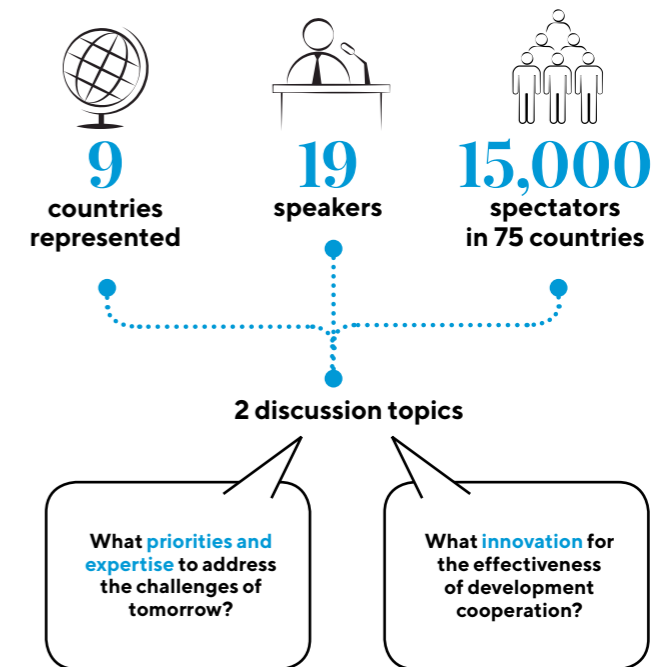 9
countries
represented
19
speakers
15,000
spectators
in 75 countries
2 discussion topics
What priorities and
expertise to address
the challenges of
tomorrow?
What innovation for
the effectiveness
of development
cooperation?